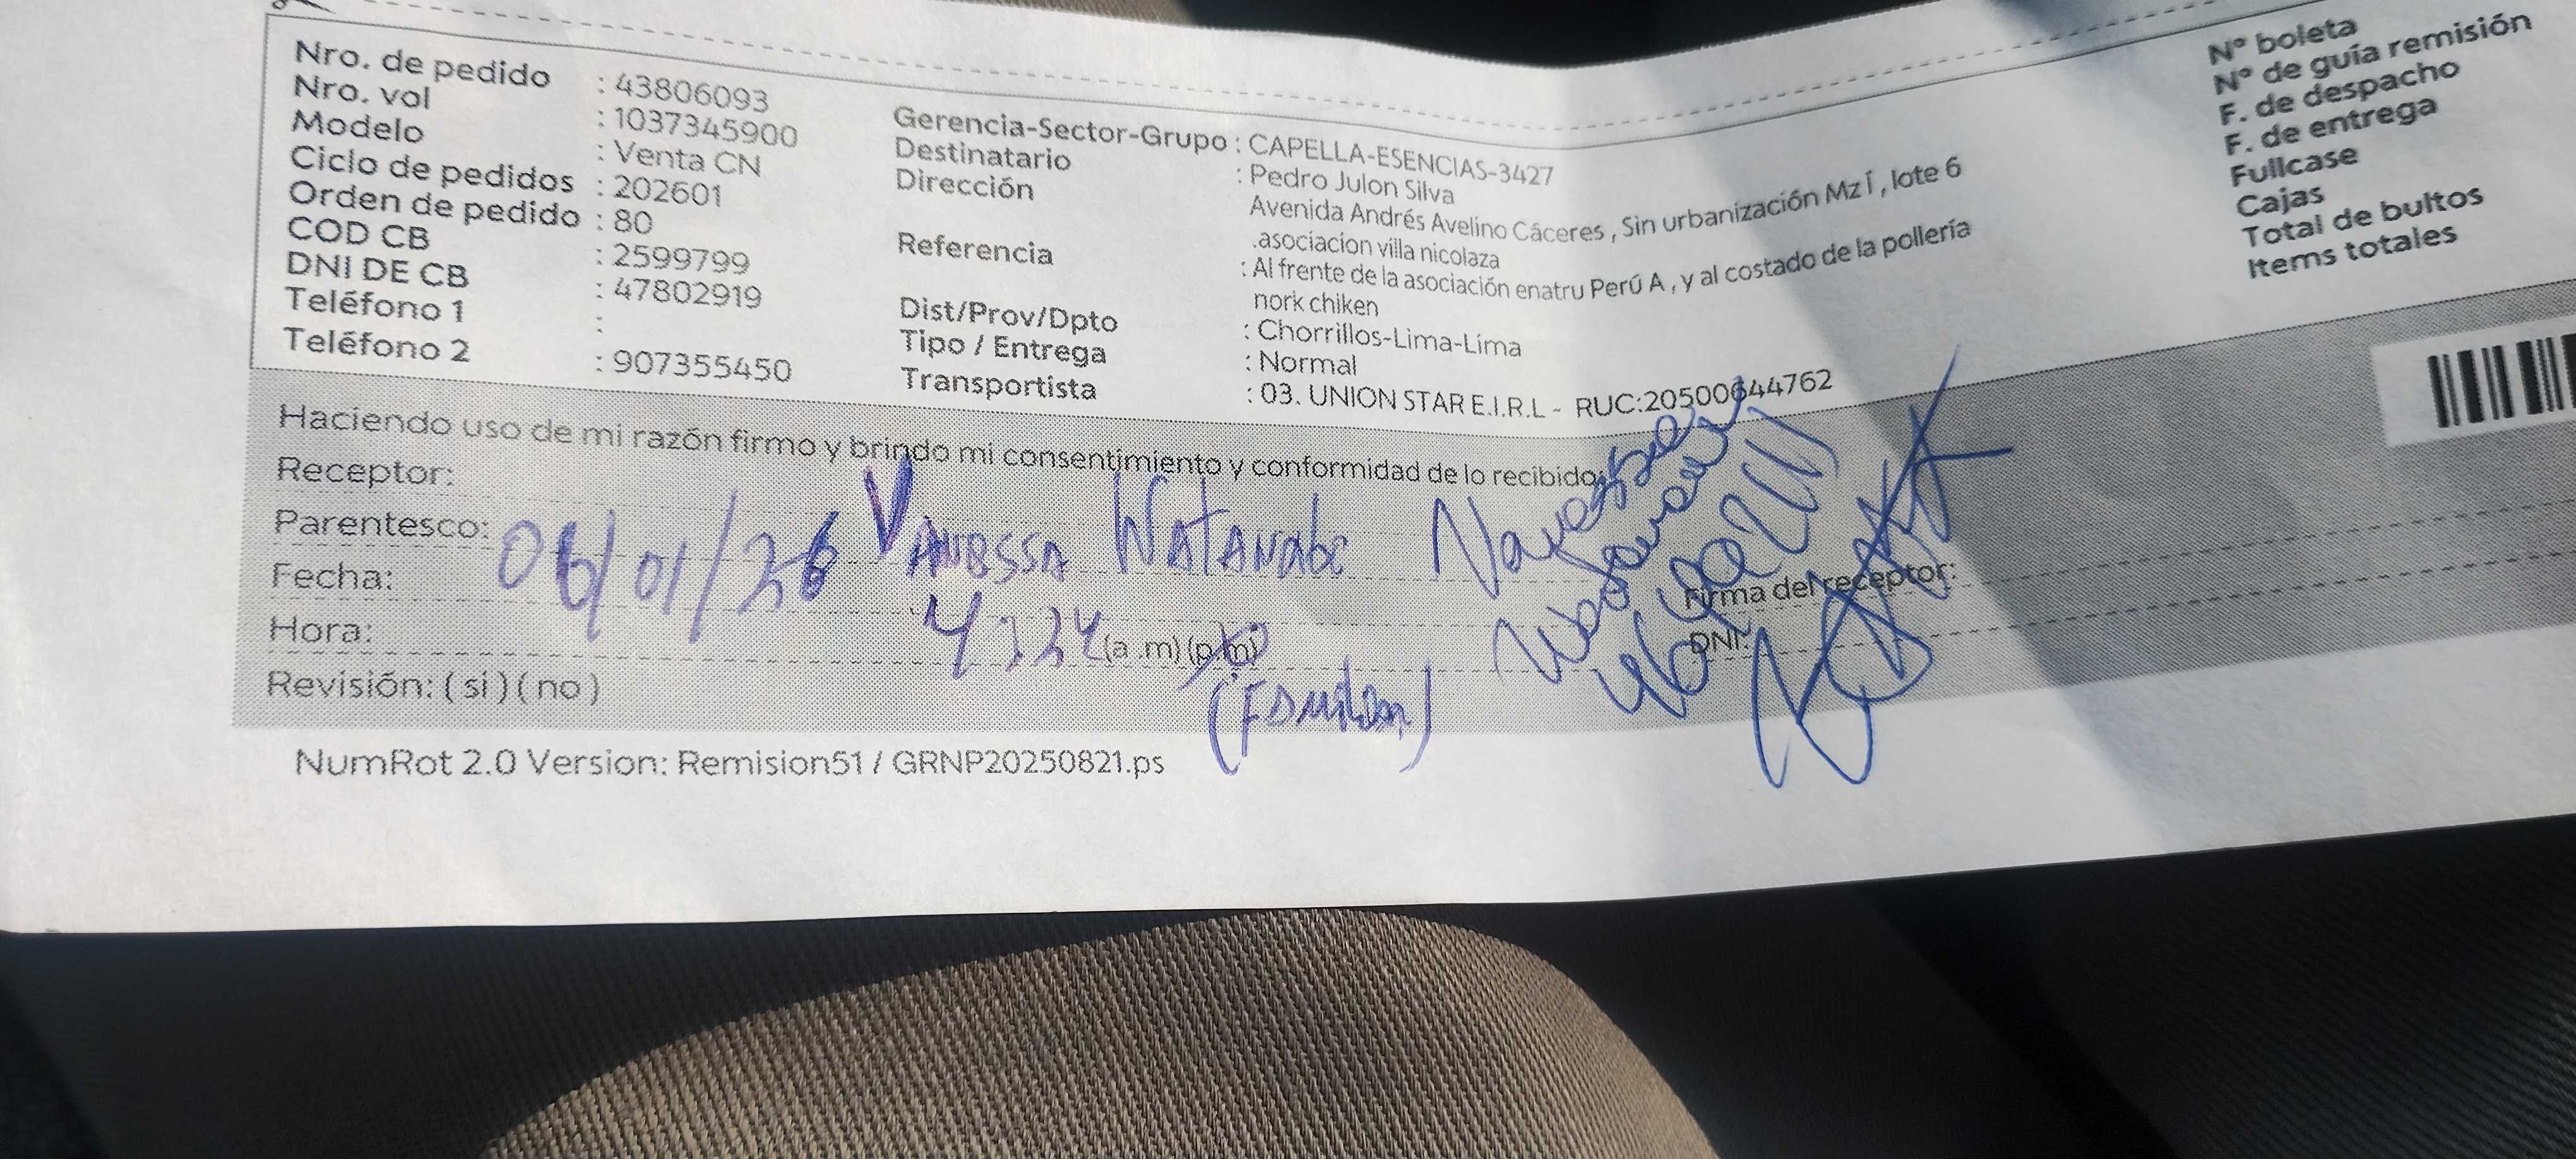 Nro. de pedido : 43806093
Nro. vol : 1037345900
Modelo : Venta CN
Ciclo de pedidos : 202601
Orden de pedido : 80
COD CB : 2599799
DNI DE CB : 47802919
Teléfono 1 :
Teléfono 2 : 907355450
Gerencia-Sector-Grupo : CAPELLA-ESENCIAS-3427
Destinatario : Pedro Julon Silva
Dirección Avenida Andrés Avelino Cáceres , Sin urbanización Mz Í , lote 6
.asociacion villa nicolaza
Referencia : Al frente de la asociación enatru Perú A , y al costado de la pollería
nork chiken
Dist/Prov/Dpto : Chorrillos-Lima-Lima
Tipo / Entrega : Normal
Transportista : 03. UNION STAR E.I.R.L - RUC:20500644762
N° boleta
N° de guía remisión
F. de despacho
F. de entrega
Fullcase
Cajas
Total de bultos
Items totales
Haciendo uso de mi razón firmo y brindo mi consentimiento y conformidad de lo recibido:
Receptor:
Parentesco: Vanessa Watanabe
Fecha: 06/01/26
Hora: (a .m) (p.m)
Revisión: ( si ) ( no )
Firma del receptor:
DNI:
NumRot 2.0 Version: Remision51 / GRNP20250821.ps